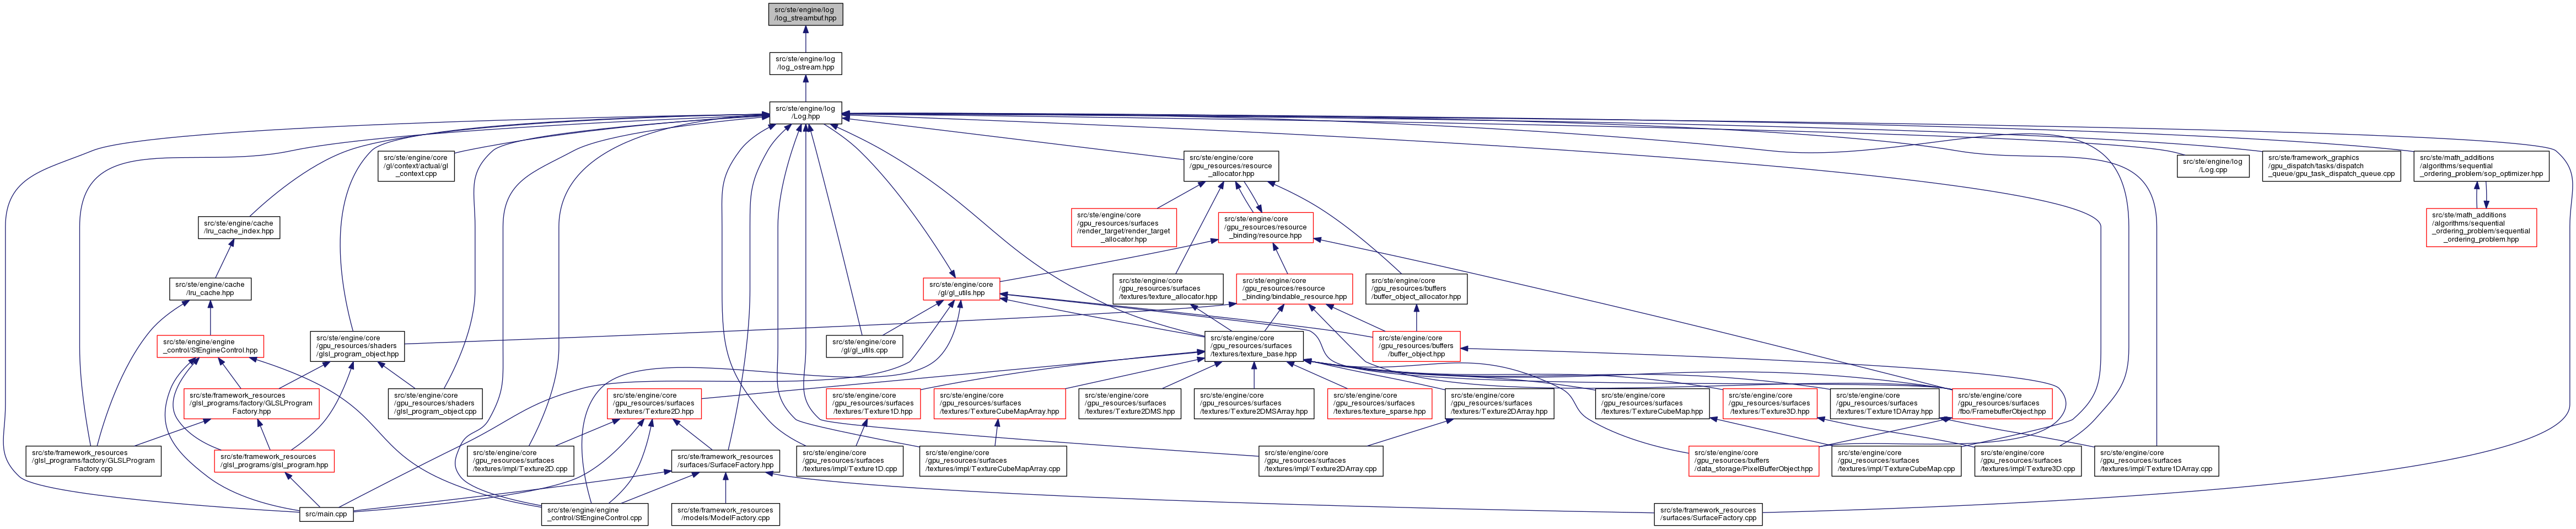 src/ste/engine/log
/log_streambuf.hpp
src/ste/engine/log
/log_ostream.hpp
src/ste/engine/log
/Log.hpp
src/ste/engine/core
/gl/context/actual/gl
_context.cpp
src/ste/engine/core
/gpu_resources/resource
_allocator.hpp
src/ste/engine/log
/Log.cpp
src/ste/framework_graphics
/gpu_dispatch/tasks/dispatch
_queue/gpu_task_dispatch_queue.cpp
src/ste/math_additions
/algorithms/sequential
_ordering_problem/sop_optimizer.hpp
src/ste/engine/cache
/lru_cache_index.hpp
src/ste/engine/core
/gpu_resources/surfaces
/render_target/render_target
_allocator.hpp
src/ste/engine/core
/gpu_resources/resource
_binding/resource.hpp
src/ste/math_additions
/algorithms/sequential
_ordering_problem/sequential
_ordering_problem.hpp
src/ste/engine/cache
/lru_cache.hpp
src/ste/engine/core
/gl/gl_utils.hpp
src/ste/engine/core
/gpu_resources/surfaces
/textures/texture_allocator.hpp
src/ste/engine/core
/gpu_resources/resource
_binding/bindable_resource.hpp
src/ste/engine/core
/gpu_resources/buffers
/buffer_object_allocator.hpp
src/ste/engine/engine
_control/StEngineControl.hpp
src/ste/engine/core
/gpu_resources/shaders
/glsl_program_object.hpp
src/ste/engine/core
/gl/gl_utils.cpp
src/ste/engine/core
/gpu_resources/surfaces
/textures/texture_base.hpp
src/ste/engine/core
/gpu_resources/buffers
/buffer_object.hpp
src/ste/framework_resources
/glsl_programs/factory/GLSLProgram
Factory.hpp
src/ste/engine/core
/gpu_resources/shaders
/glsl_program_object.cpp
src/ste/engine/core
/gpu_resources/surfaces
/textures/Texture2D.hpp
src/ste/engine/core
/gpu_resources/surfaces
/textures/Texture1D.hpp
src/ste/engine/core
/gpu_resources/surfaces
/textures/TextureCubeMapArray.hpp
src/ste/engine/core
/gpu_resources/surfaces
/textures/Texture2DMS.hpp
src/ste/engine/core
/gpu_resources/surfaces
/textures/Texture2DMSArray.hpp
src/ste/engine/core
/gpu_resources/surfaces
/textures/texture_sparse.hpp
src/ste/engine/core
/gpu_resources/surfaces
/textures/Texture2DArray.hpp
src/ste/engine/core
/gpu_resources/surfaces
/textures/TextureCubeMap.hpp
src/ste/engine/core
/gpu_resources/surfaces
/textures/Texture3D.hpp
src/ste/engine/core
/gpu_resources/surfaces
/textures/Texture1DArray.hpp
src/ste/engine/core
/gpu_resources/surfaces
/fbo/FramebufferObject.hpp
src/ste/framework_resources
/glsl_programs/factory/GLSLProgram
Factory.cpp
src/ste/framework_resources
/glsl_programs/glsl_program.hpp
src/ste/engine/core
/gpu_resources/surfaces
/textures/impl/Texture2D.cpp
src/ste/framework_resources
/surfaces/SurfaceFactory.hpp
src/ste/engine/core
/gpu_resources/surfaces
/textures/impl/Texture1D.cpp
src/ste/engine/core
/gpu_resources/surfaces
/textures/impl/TextureCubeMapArray.cpp
src/ste/engine/core
/gpu_resources/surfaces
/textures/impl/Texture2DArray.cpp
src/ste/engine/core
/gpu_resources/buffers
/data_storage/PixelBufferObject.hpp
src/ste/engine/core
/gpu_resources/surfaces
/textures/impl/TextureCubeMap.cpp
src/ste/engine/core
/gpu_resources/surfaces
/textures/impl/Texture3D.cpp
src/ste/engine/core
/gpu_resources/surfaces
/textures/impl/Texture1DArray.cpp
src/main.cpp
src/ste/engine/engine
_control/StEngineControl.cpp
src/ste/framework_resources
/models/ModelFactory.cpp
src/ste/framework_resources
/surfaces/SurfaceFactory.cpp